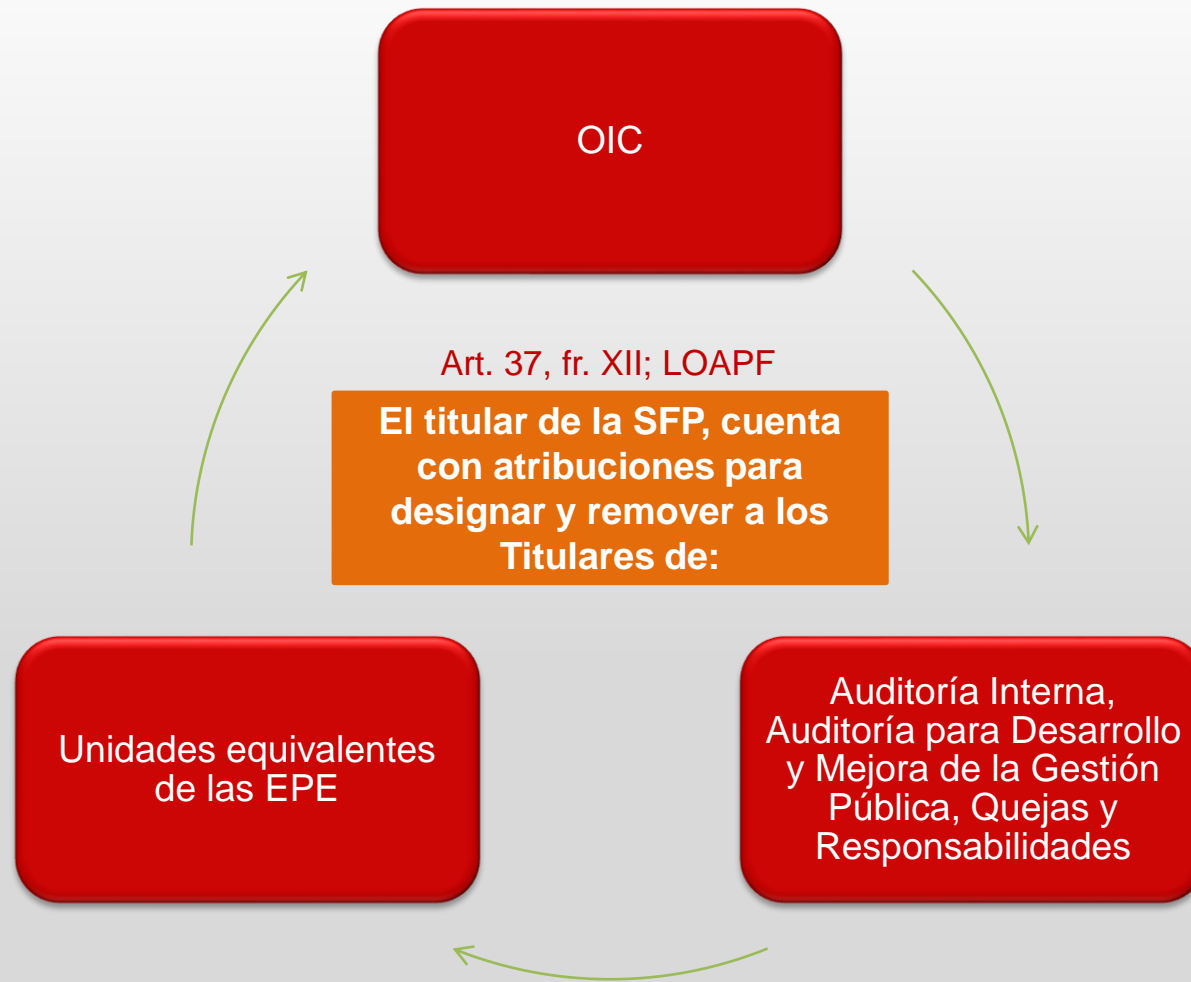 OIC
Art. 37, fr. XII; LOAPF
El titular de la SFP, cuenta
con atribuciones para
designar y remover a los
Titulares de:
Unidades equivalentes
de las EPE
Auditoría Interna,
Auditoría para Desarrollo
y Mejora de la Gestión
Pública, Quejas y
Responsabilidades